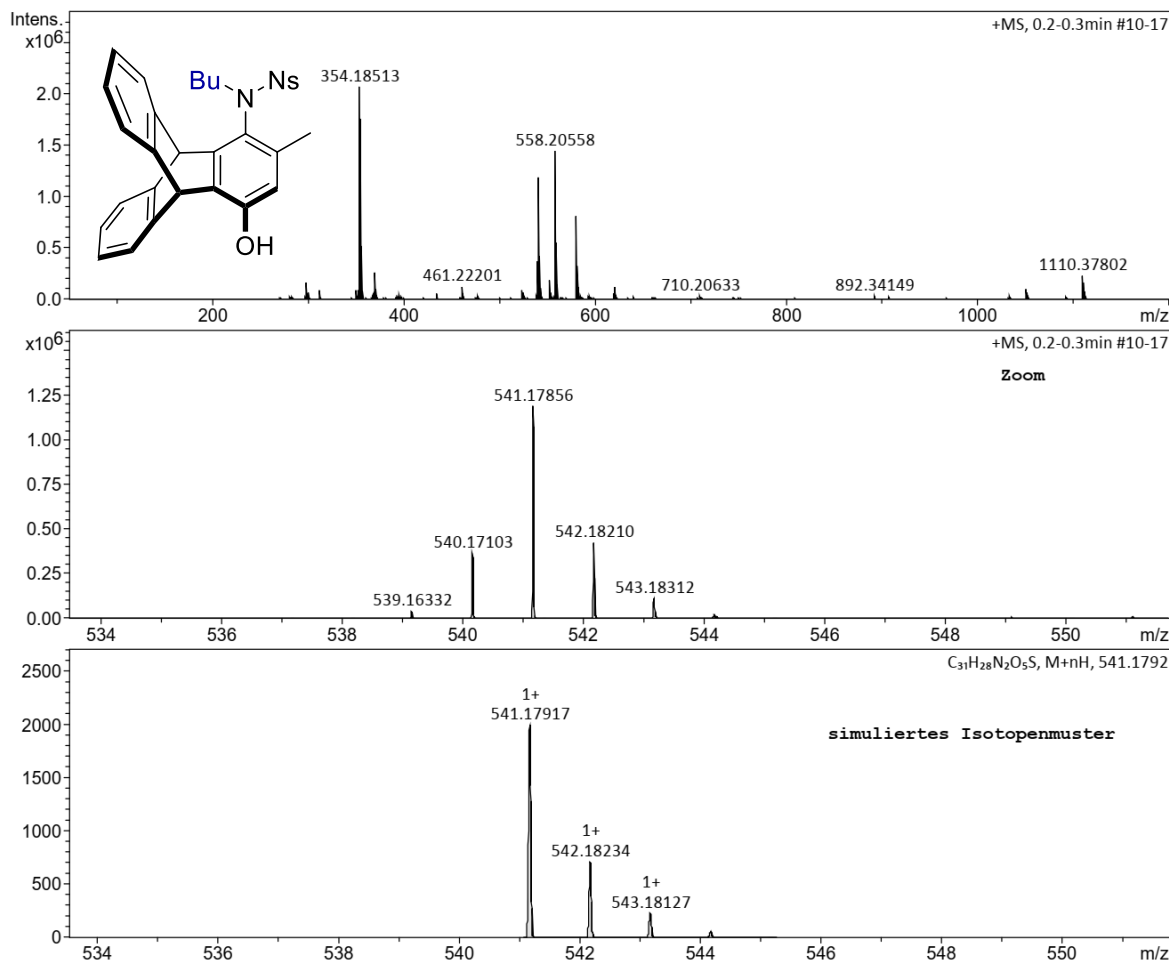 Intens.
x10⁶
+MS, 0.2-0.3min #10-17
Bu
N
Ns
OH
354.18513
558.20558
461.22201
710.20633
892.34149
1110.37802
2.0
1.5
1.0
0.5
0.0
200 400 600 800 1000 m/z
x10⁶
+MS, 0.2-0.3min #10-17
Zoom
541.17856
542.18210
540.17103
543.18312
539.16332
1.25
1.00
0.75
0.50
0.25
0.00
534 536 538 540 542 544 546 548 550 m/z
C₃₁H₂₈N₂O₅S, M+nH, 541.1792
1+
541.17917
simuliertes Isotopenmuster
1+
542.18234
1+
543.18127
2500
2000
1500
1000
500
0
534 536 538 540 542 544 546 548 550 m/z